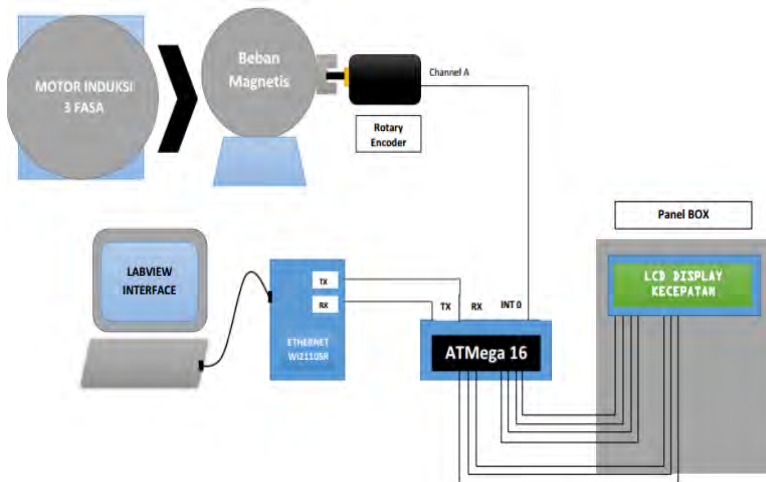 MOTOR INDUKSI
3 FASA
Beban
Magnetis
Channel A
Rotary
Encoder
Panel BOX
LCD DISPLAY
KECEPATAN
LABVIEW
INTERFACE
TX
RX
ETHERNET
WIZ110SR
TX
RX
INT 0
ATMega 16